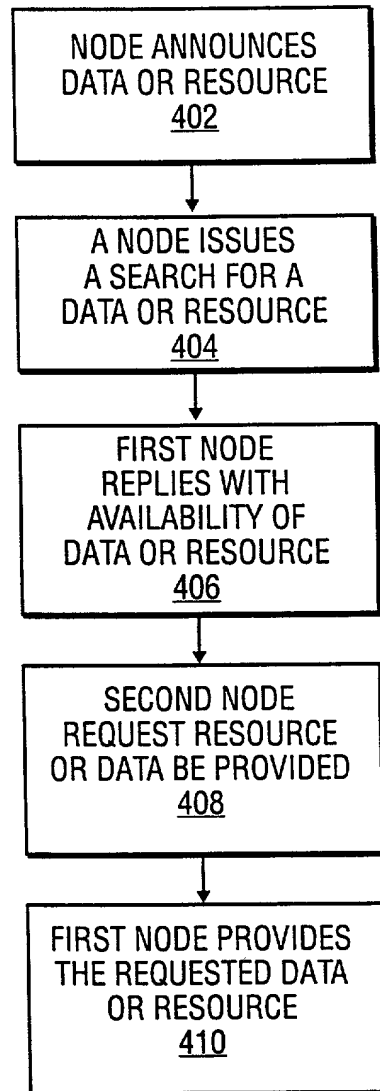 NODE ANNOUNCES
DATA OR RESOURCE
402
A NODE ISSUES
A SEARCH FOR A
DATA OR RESOURCE
404
FIRST NODE
REPLIES WITH
AVAILABILITY OF
DATA OR RESOURCE
406
SECOND NODE
REQUEST RESOURCE
OR DATA BE PROVIDED
408
FIRST NODE PROVIDES
THE REQUESTED DATA
OR RESOURCE
410